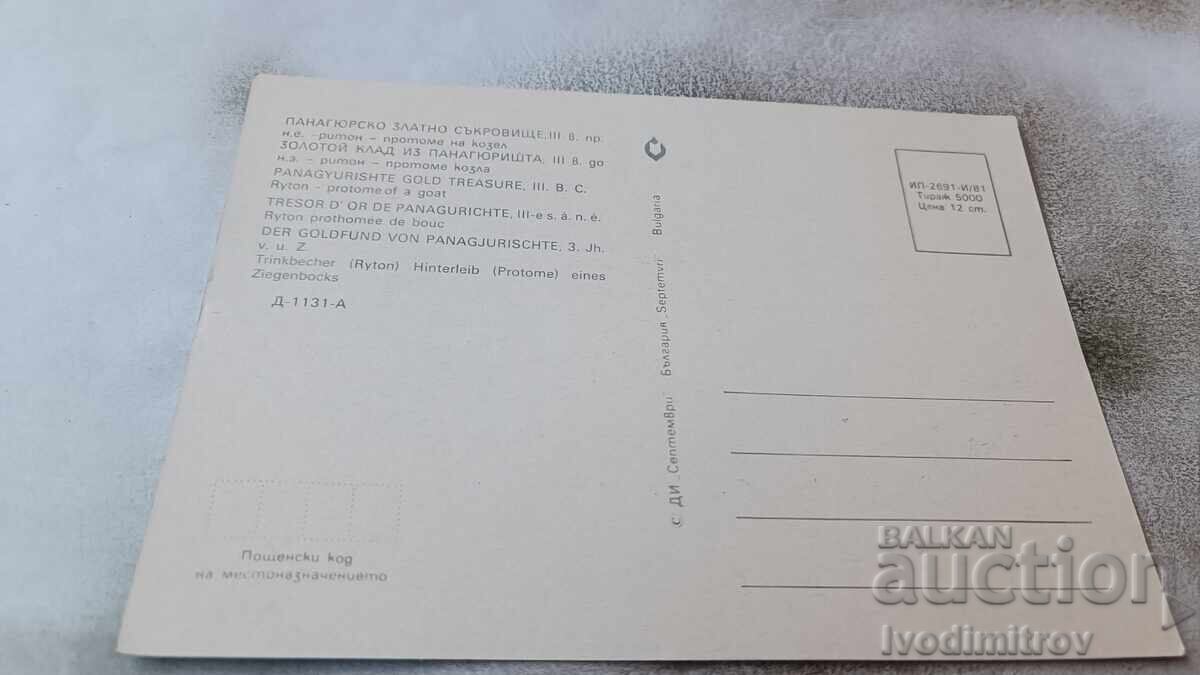 ПАНАГЮРСКО ЗЛАТНО СЪКРОВИЩЕ, III в. пр.
н.е. -ритон - протоме на козел
ЗОЛОТОЙ КЛАД ИЗ ПАНАГЮРИШТА, III в. до
н.э. - ритон - протоме козла
PANAGYURISHTE GOLD TREASURE, III. B. C.
Ryton - protome of a goat
TRESOR D' OR DE PANAGURICHTE, III-e s. á. n. é.
Ryton prothomee de bouc
DER GOLDFUND VON PANAGJURISCHTE, 3. Jh.
v. u. Z.
Trinkbecher (Ryton) Hinterleib (Protome) eines
Ziegenbocks
Д-1131-А
Пощенски код
на местоназначението
с ДИ „Септември България „Septemvri Bulgaria
ИП-2691-И/81
Тираж 5000
Цена 12 ст.
BALKAN
auction
Ivodimitrov